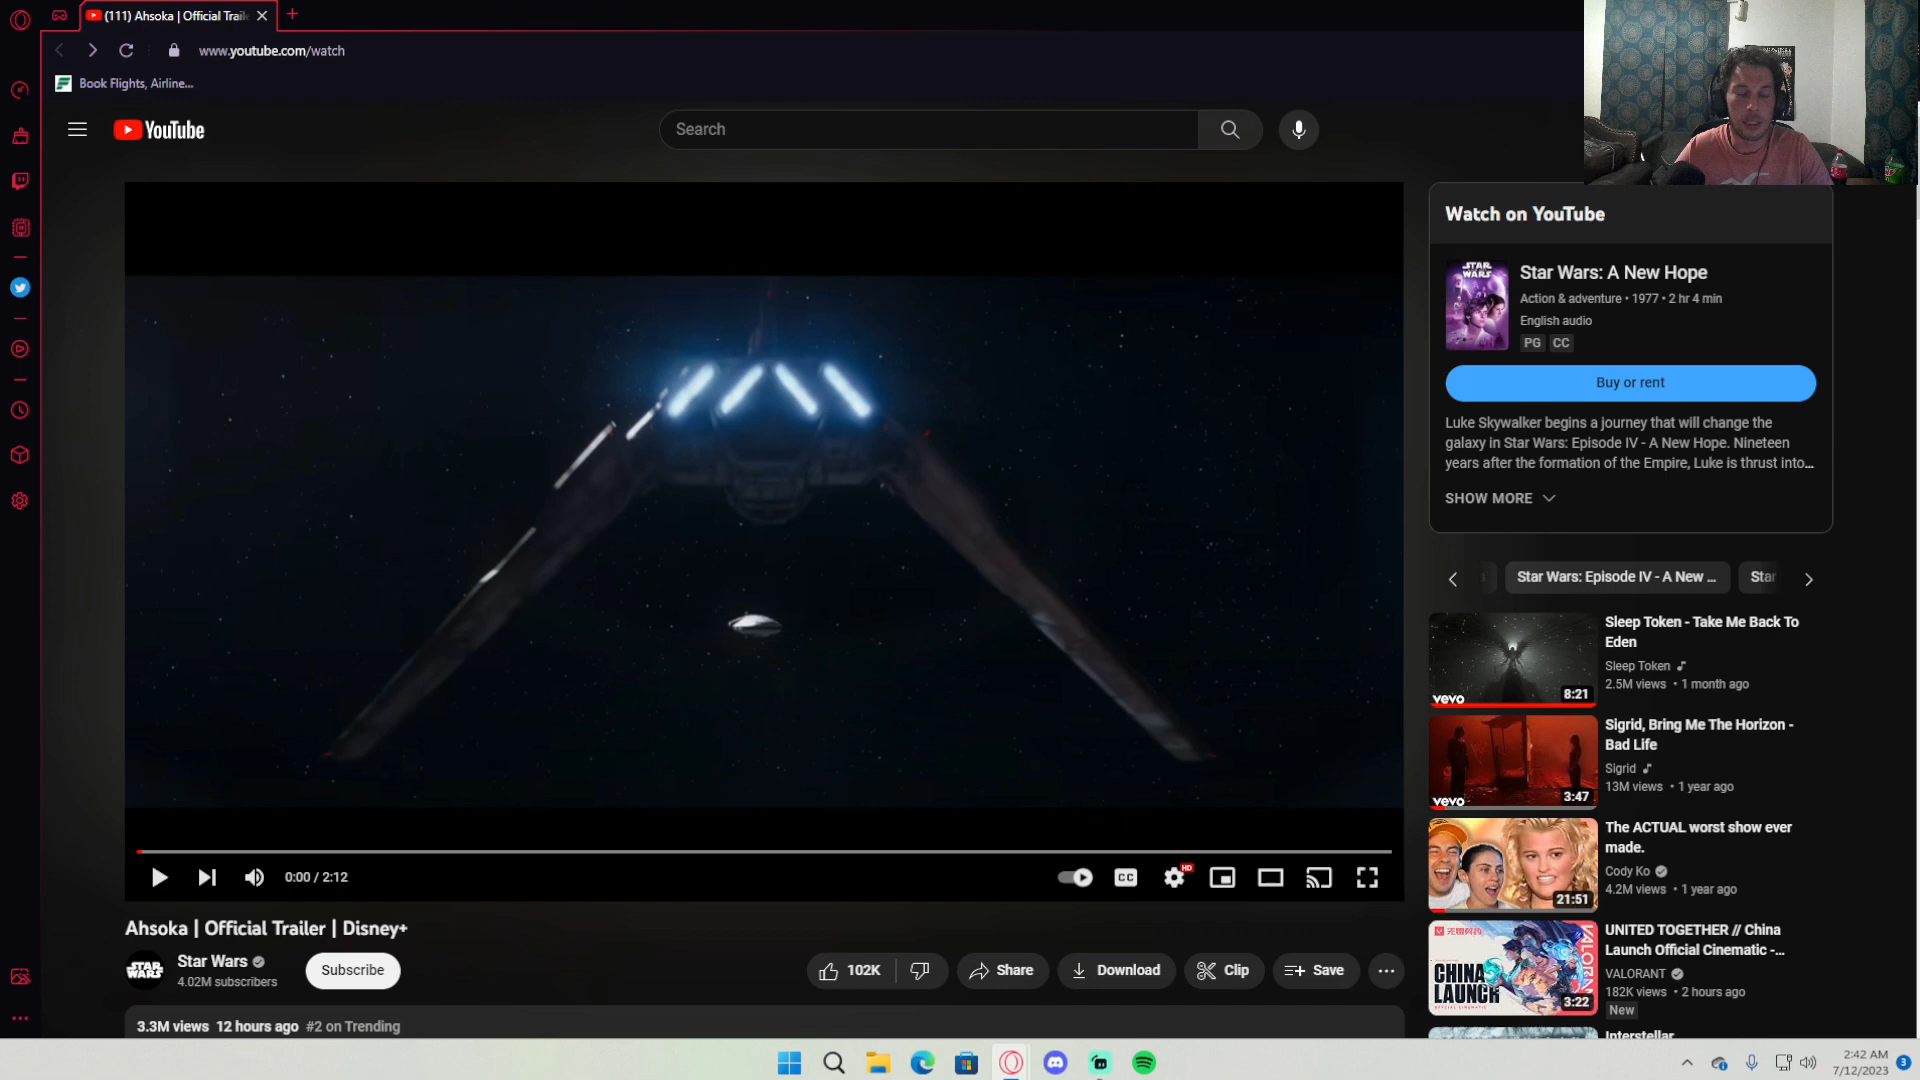 (111) Ahsoka | Official Trail
www.youtube.com/watch
Book Flights, Airline...
YouTube
Search
Watch on YouTube
STAR WARS
Star Wars: A New Hope
Action & adventure • 1977 • 2 hr 4 min
English audio
PG CC
Buy or rent
Luke Skywalker begins a journey that will change the
galaxy in Star Wars: Episode IV - A New Hope. Nineteen
years after the formation of the Empire, Luke is thrust into...
SHOW MORE
Star Wars: Episode IV - A New ...
Star
Sleep Token - Take Me Back To
Eden
Sleep Token
2.5M views • 1 month ago
vevo
8:21
Sigrid, Bring Me The Horizon -
Bad Life
Sigrid
13M views • 1 year ago
vevo
3:47
The ACTUAL worst show ever
made.
Cody Ko
4.2M views • 1 year ago
21:51
UNITED TOGETHER // China
Launch Official Cinematic -...
VALORANT
182K views • 2 hours ago
New
CHINA
LAUNCH
3:22
Interstellar
0:00 / 2:12
CC
HD
Ahsoka | Official Trailer | Disney+
STAR WARS
Star Wars
4.02M subscribers
Subscribe
102K
Share
Download
Clip
Save
3.3M views 12 hours ago #2 on Trending
2:42 AM
7/12/2023
3